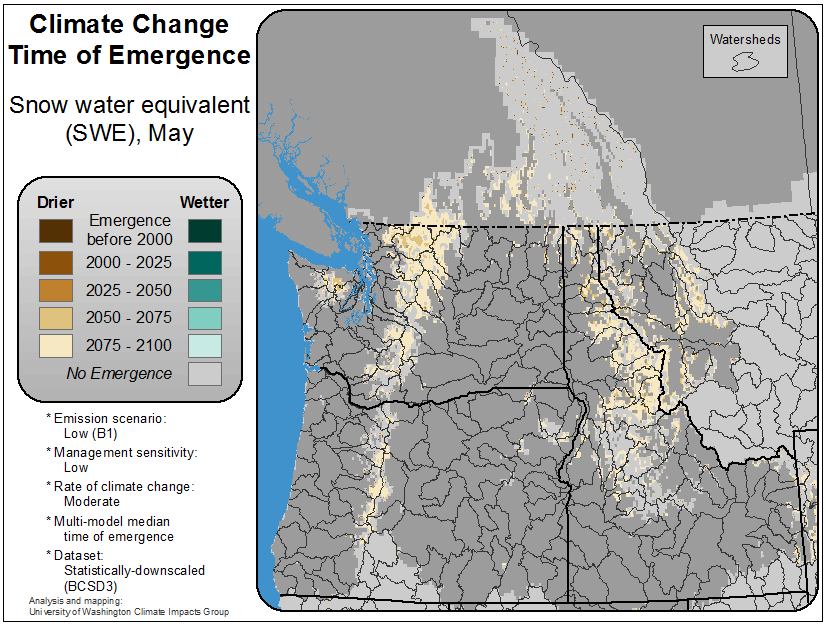 Climate Change
Time of Emergence
Snow water equivalent
(SWE), May
Drier
Wetter
Emergence
before 2000
2000 - 2025
2025 - 2050
2050 - 2075
2075 - 2100
No Emergence
* Emission scenario:
Low (B1)
* Management sensitivity:
Low
* Rate of climate change:
Moderate
* Multi-model median
time of emergence
* Dataset:
Statistically-downscaled
(BCSD3)
Analysis and mapping:
University of Washington Climate Impacts Group
Watersheds